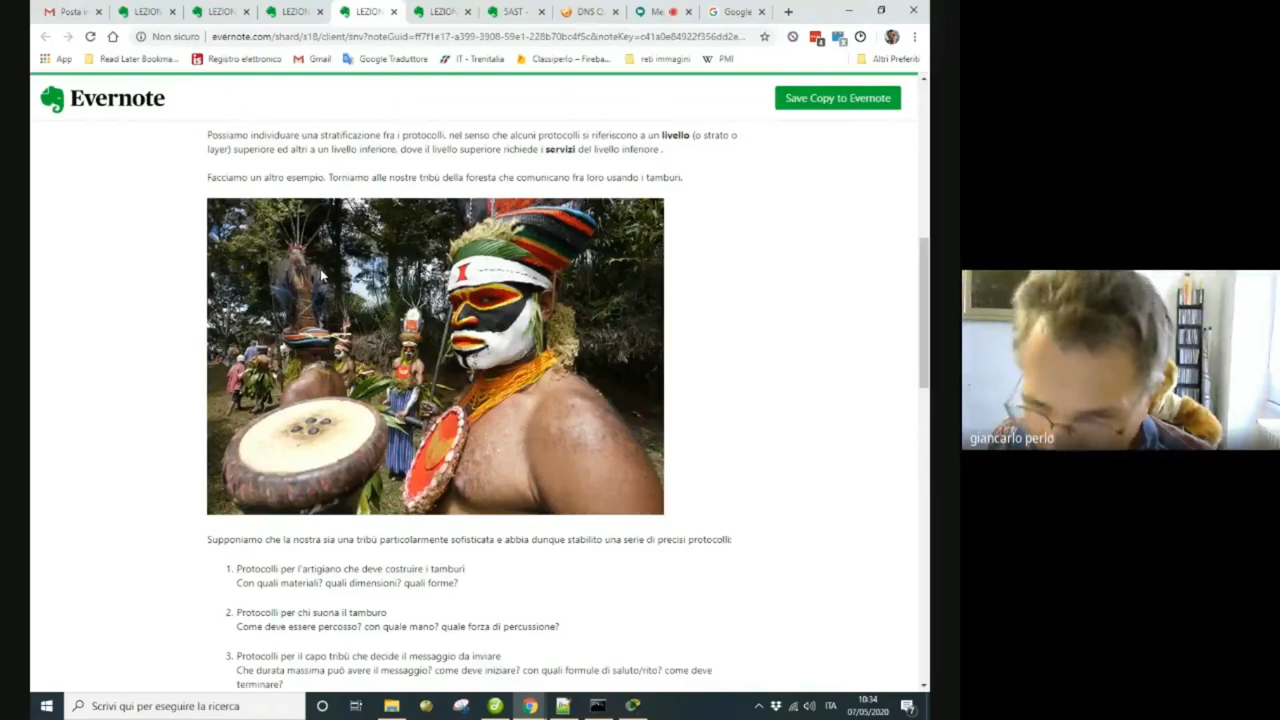 Posta in
LEZION
LEZION
LEZION
LEZION
LEZION
5AST -
DNS Q
Me
Google
Non sicuro
evernote.com/shard/s18/client/snv?noteGuid=ff7f1e17-a399-3908-59e1-228b70bc4f5c&noteKey=c41a0e84922f356dd2e...
App
Read Later Bookma...
Registro elettronico
Gmail
Google Traduttore
IT - Trenitalia
Classiperlo – Fireba...
reti immagini
PMI
Altri Preferiti
Evernote
Save Copy to Evernote
Possiamo individuare una stratificazione fra i protocolli, nel senso che alcuni protocolli si riferiscono a un livello (o strato o
layer) superiore ed altri a un livello inferiore, dove il livello superiore richiede i servizi del livello inferiore .
Facciamo un altro esempio. Torniamo alle nostre tribù della foresta che comunicano fra loro usando i tamburi.
giancarlo perlo
Supponiamo che la nostra sia una tribù particolarmente sofisticata e abbia dunque stabilito una serie di precisi protocolli:
1. Protocolli per l'artigiano che deve costruire i tamburi
Con quali materiali? quali dimensioni? quali forme?
2. Protocolli per chi suona il tamburo
Come deve essere percosso? con quale mano? quale forza di percussione?
3. Protocolli per il capo tribù che decide il messaggio da inviare
Che durata massima può avere il messaggio? come deve iniziare? con quali formule di saluto/rito? come deve
terminare?
Scrivi qui per eseguire la ricerca
ITA
10:34
07/05/2020